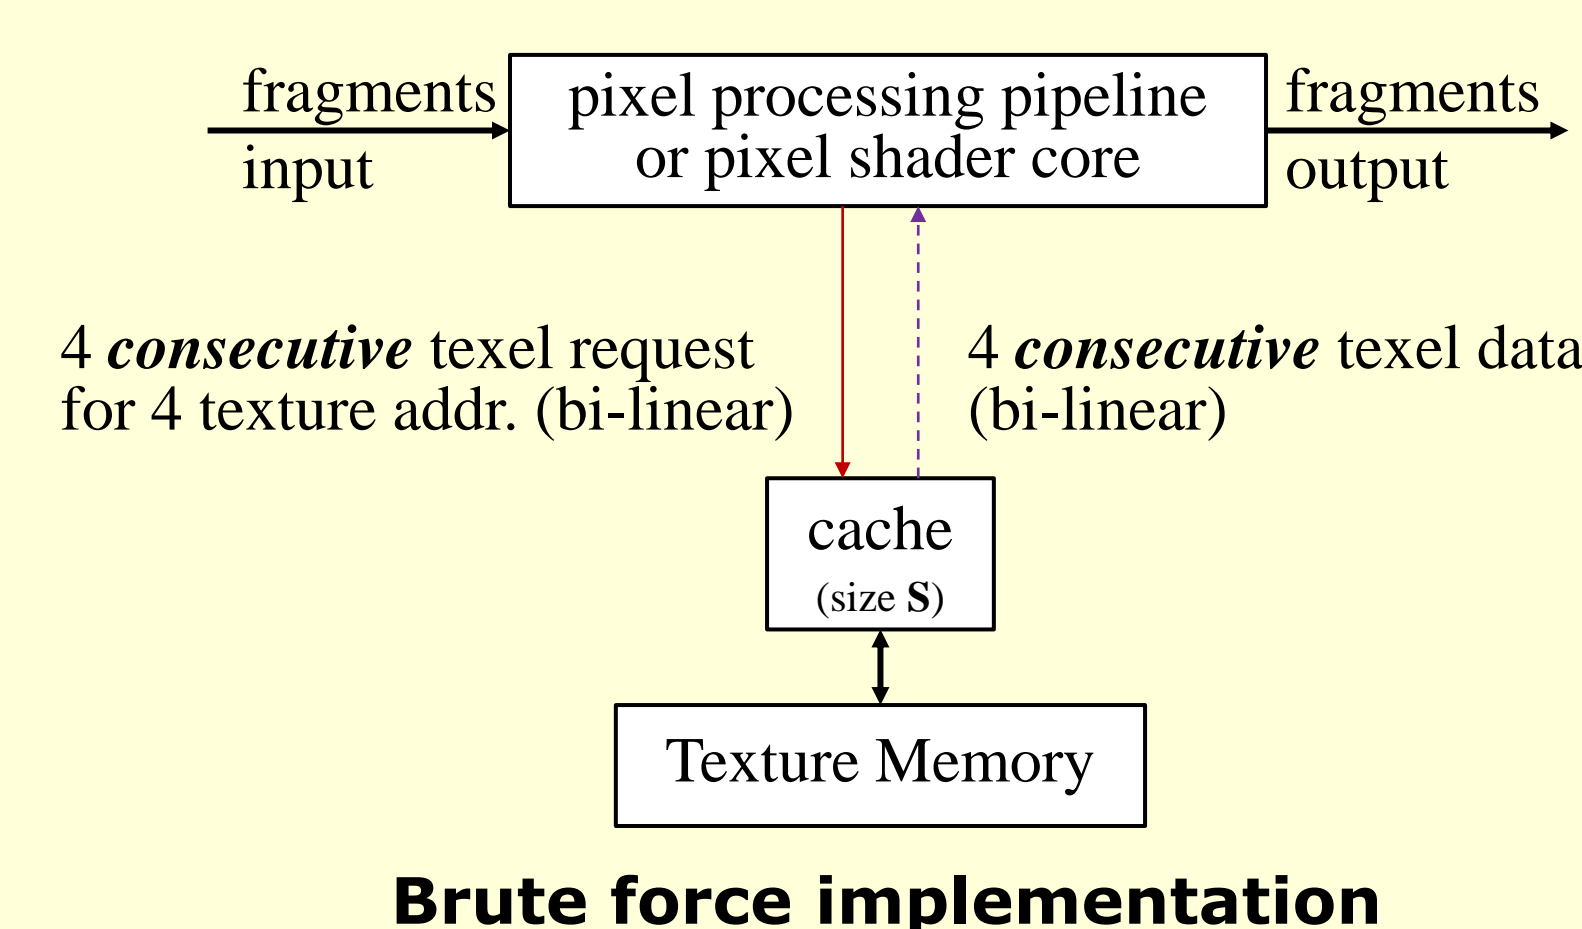 fragments
input
pixel processing pipeline
or pixel shader core
fragments
output
4 consecutive texel request
for 4 texture addr. (bi-linear)
4 consecutive texel data
(bi-linear)
cache
(size S)
Texture Memory
Brute force implementation